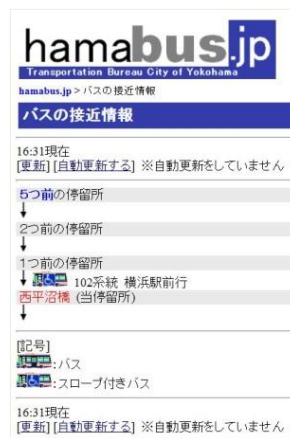 hamabus.jp
Transportation Bureau City of Yokohama
hamabus.jp > バスの接近情報
バスの接近情報
16:31現在
[更新] [自動更新する] ※自動更新をしていません
5つ前の停留所
↓
2つ前の停留所
↓
1つ前の停留所
↓ 102系統 横浜駅前行
西平沼橋 (当停留所)
↓
[記号]
:バス
:スロープ付きバス
16:31現在
[更新] [自動更新する] ※自動更新をしていません